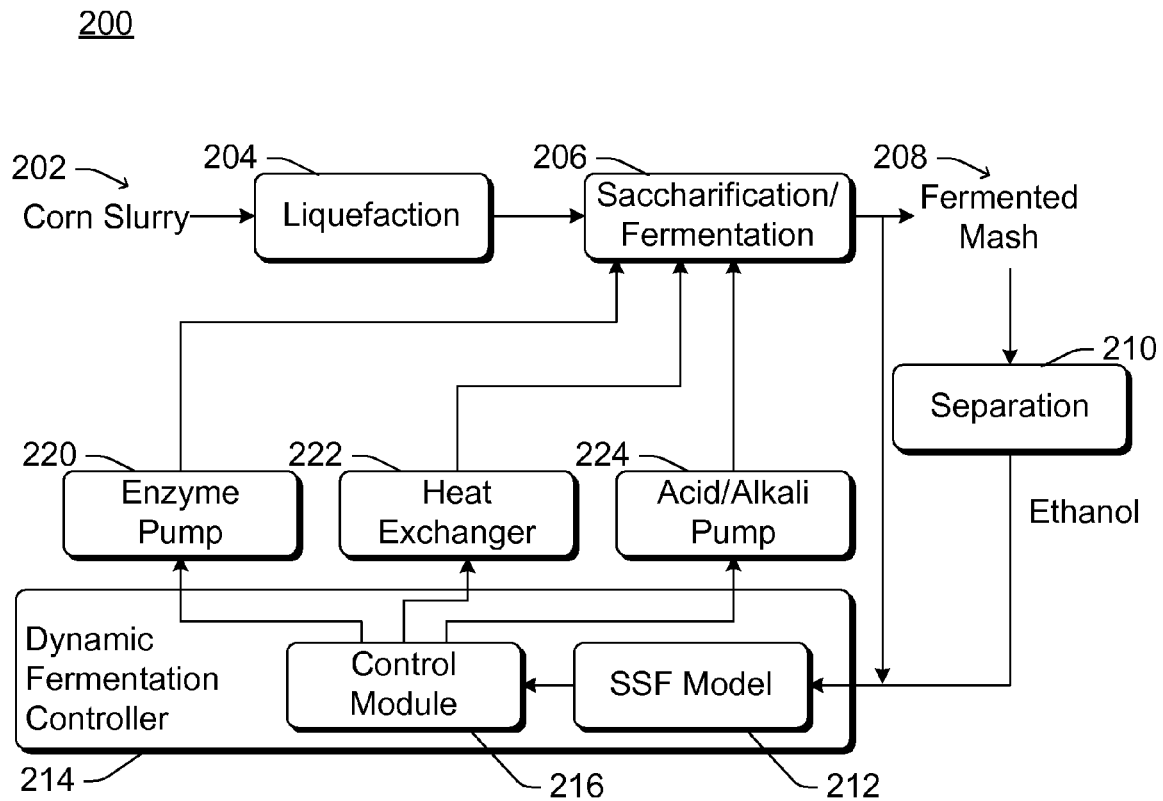 200
202
204
206
208
Corn Slurry
Liquefaction
Saccharification/
Fermentation
Fermented
Mash
210
Separation
220
222
224
Enzyme
Pump
Heat
Exchanger
Acid/Alkali
Pump
Ethanol
Dynamic
Fermentation
Controller
Control
Module
SSF Model
214
216
212